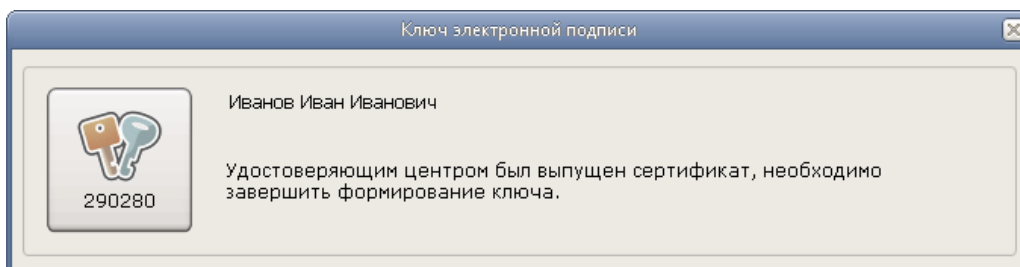 Ключ электронной подписи
Иванов Иван Иванович
Удостоверяющим центром был выпущен сертификат, необходимо
завершить формирование ключа.
290280